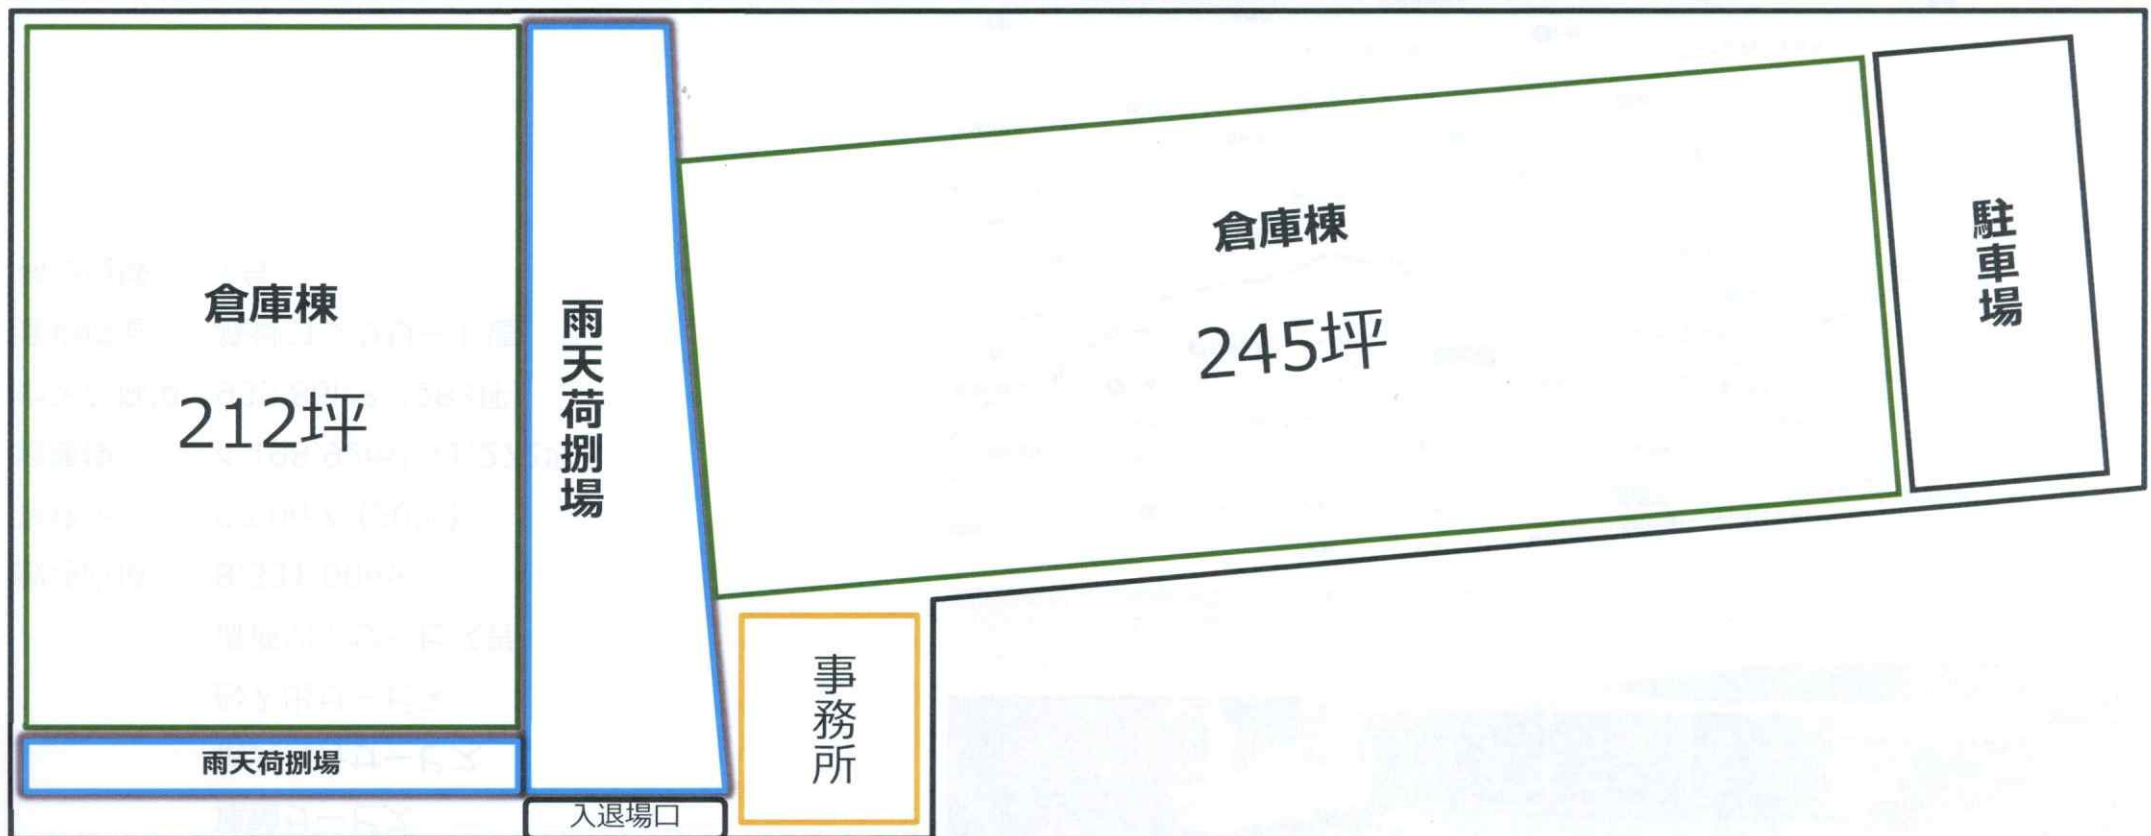 倉庫棟
212坪
雨天荷捌場
雨天荷捌場
入退場口
倉庫棟
245坪
事務所
駐車場